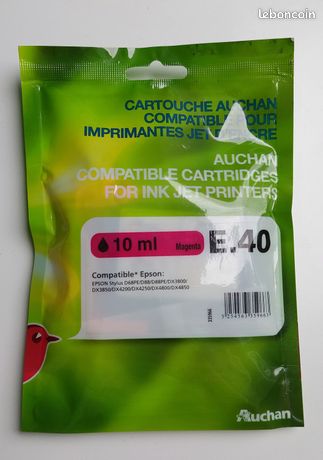 leboncoin
CARTOUCHE AUCHAN
COMPATIBLE POUR
IMPRIMANTES JET D'ENCRE
AUCHAN
COMPATIBLE CARTRIDGES
FOR INK JET PRINTERS
10 ml Magenta E.40
Compatible* Epson:
EPSON Stylus D68PE/D88/D88PE/DX3800/
DX3850/DX4200/DX4250/DX4800/DX4850
Auchan